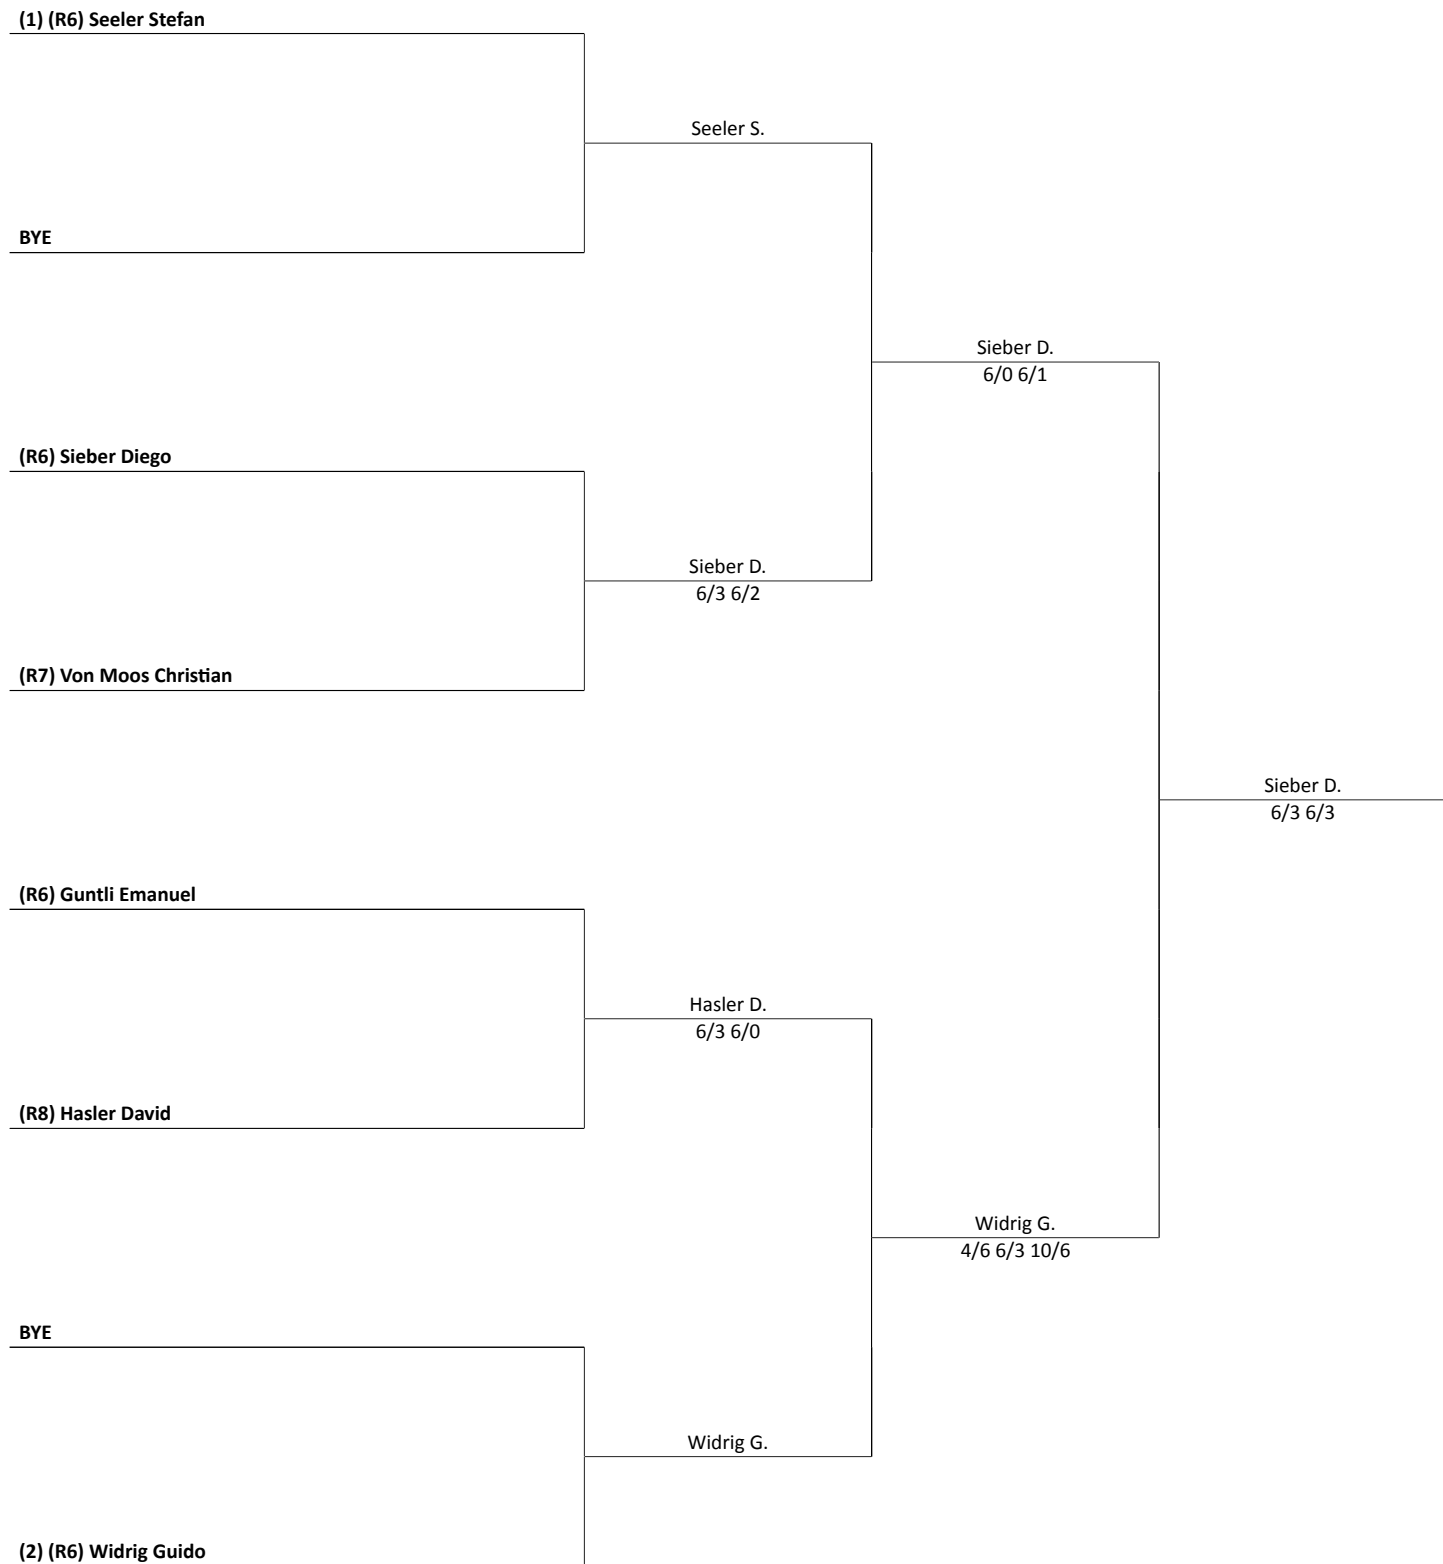 (1) (R6) Seeler Stefan
Seeler S.
BYE
Sieber D.
6/0 6/1
(R6) Sieber Diego
Sieber D.
6/3 6/2
(R7) Von Moos Christian
Sieber D.
6/3 6/3
(R6) Guntli Emanuel
Hasler D.
6/3 6/0
(R8) Hasler David
Widrig G.
4/6 6/3 10/6
BYE
Widrig G.
(2) (R6) Widrig Guido